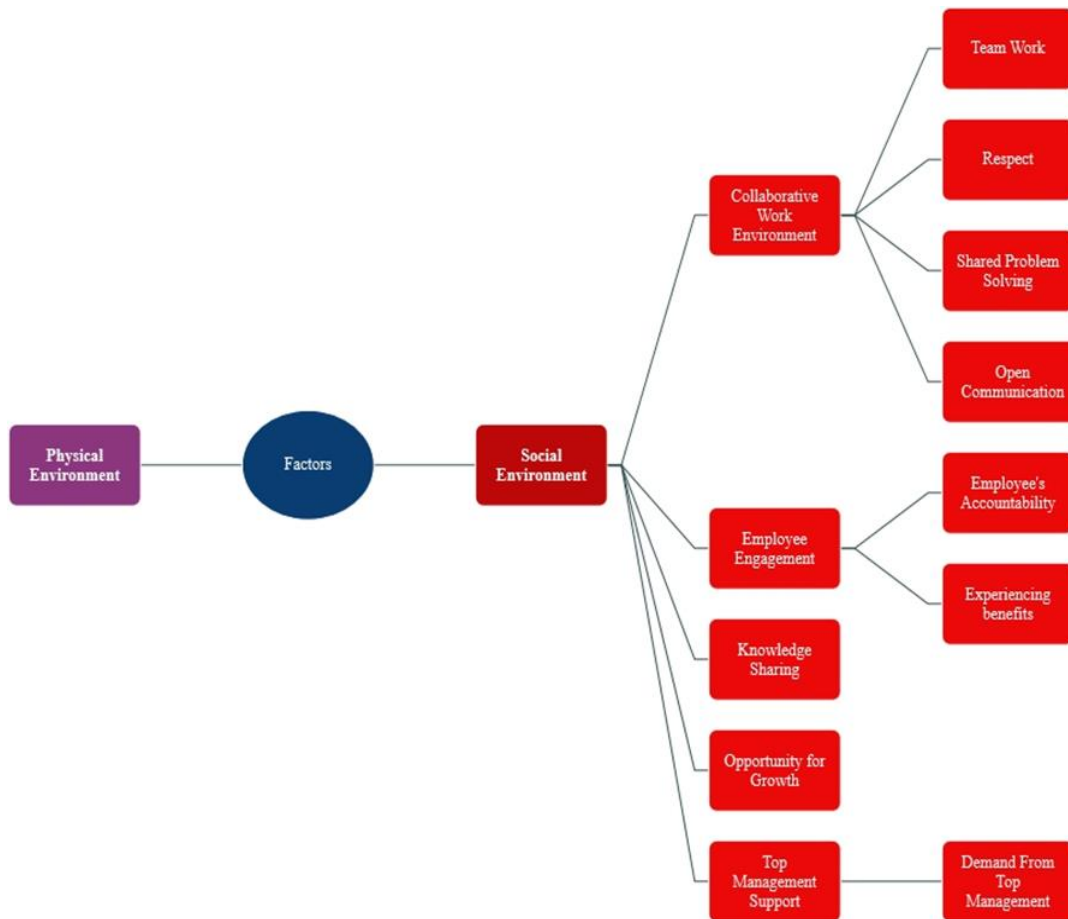 Physical
Environment
Factors
Social
Environment
Collaborative
Work
Environment
Team Work
Respect
Shared Problem
Solving
Open
Communication
Employee
Engagement
Employee's
Accountability
Experiencing
benefits
Knowledge
Sharing
Opportunity for
Growth
Top
Management
Support
Demand From
Top
Management